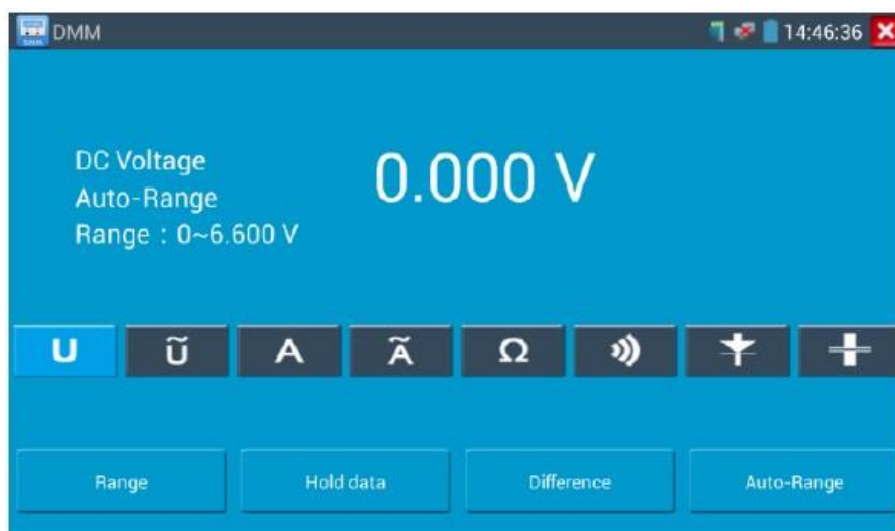 DMM
14:46:36
DC Voltage
0.000 V
Auto-Range
Range : 0~6.600 V
U Ũ A Ã Ω
Range Hold data Difference Auto-Range